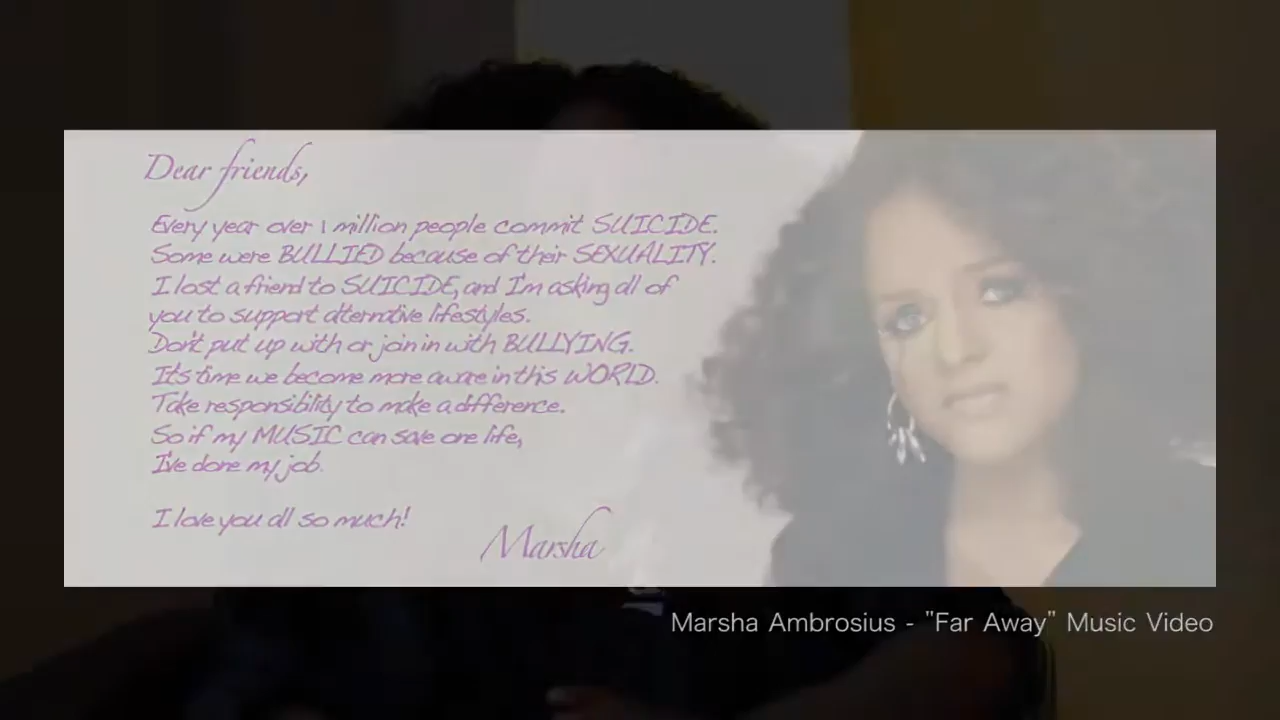 Dear friends,
Every year over 1 million people commit SUICIDE.
Some were BULLIED because of their SEXUALITY.
I lost a friend to SUICIDE, and I'm asking all of
you to support alternative lifestyles.
Don't put up with or join in with BULLYING.
It's time we become more aware in this WORLD.
Take responsibility to make a difference.
So if my MUSIC can save one life,
I've done my job.
I love you all so much!
Marsha
Marsha Ambrosius - "Far Away" Music Video